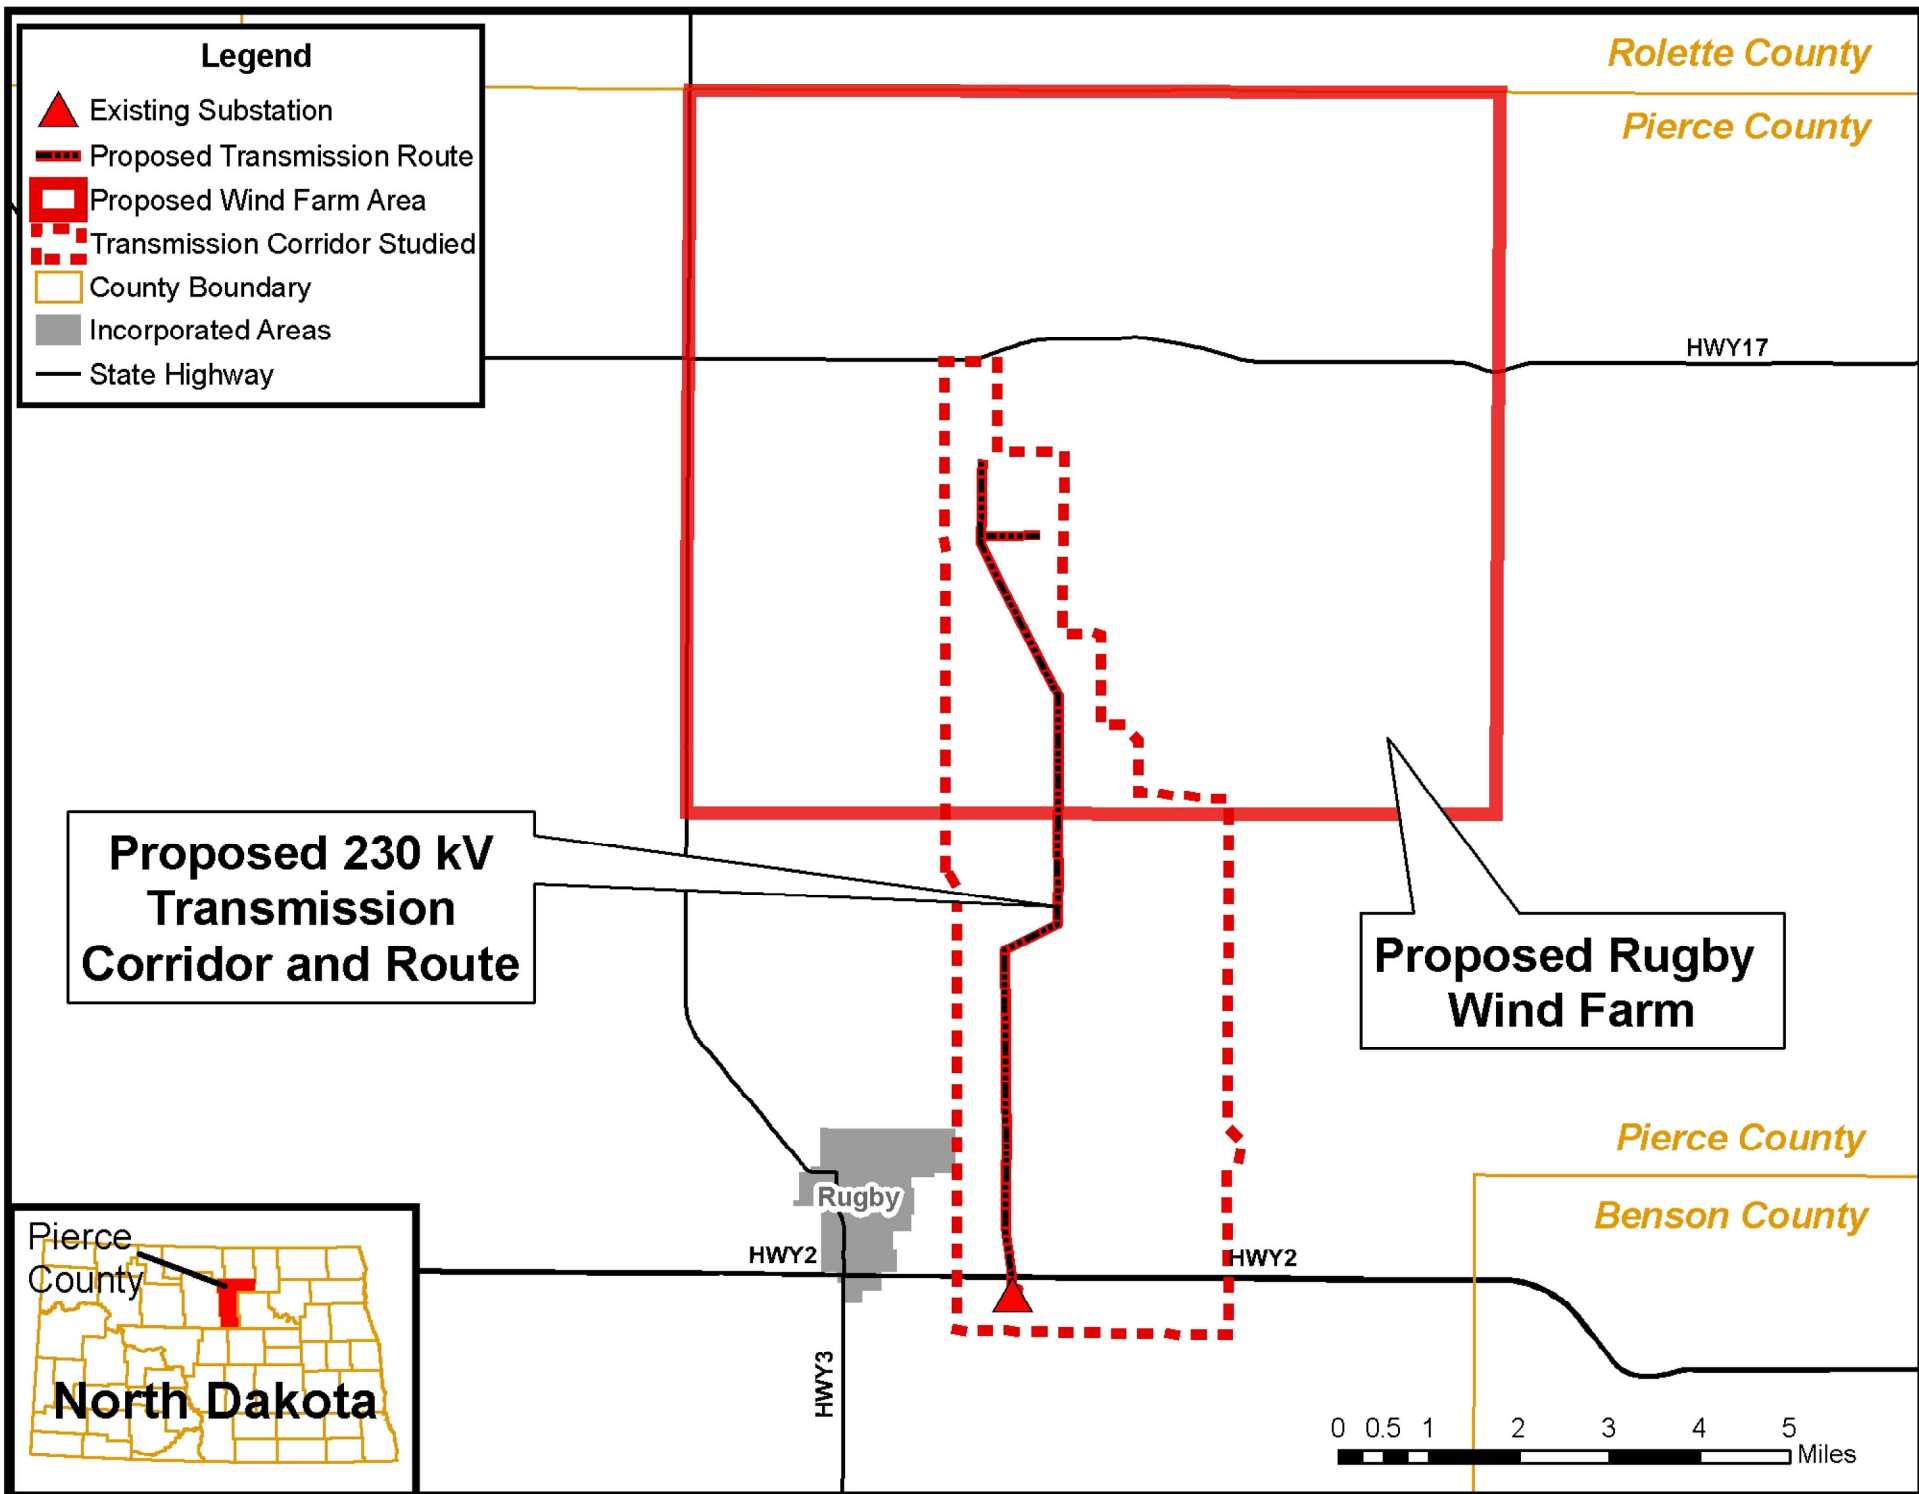 Legend
Existing Substation
Proposed Transmission Route
Proposed Wind Farm Area
Transmission Corridor Studied
County Boundary
Incorporated Areas
State Highway
Rolette County
Pierce County
HWY17
Proposed 230 kV
Transmission
Corridor and Route
Proposed Rugby
Wind Farm
Pierce County
Benson County
Rugby
HWY2
HWY2
HWY3
Pierce
County
North Dakota
0 0.5 1 2 3 4 5
Miles